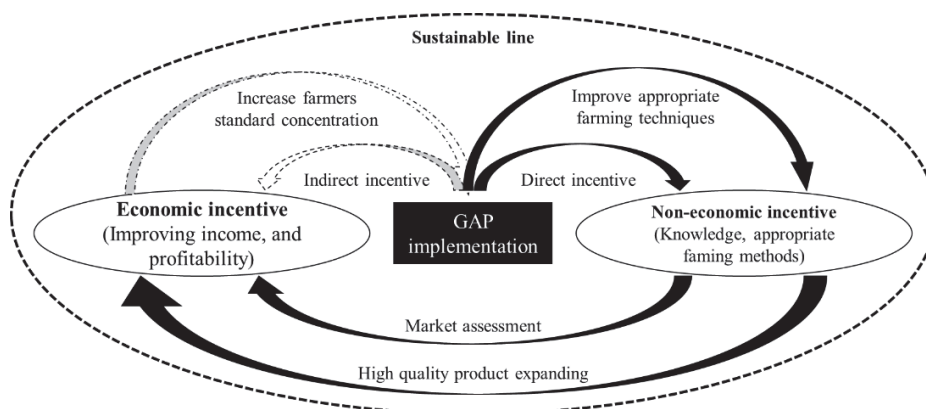 Sustainable line
Increase farmers
standard concentration
Improve appropriate
farming techniques
Indirect incentive
Direct incentive
Economic incentive
(Improving income, and
profitability)
GAP
implementation
Non-economic incentive
(Knowledge, appropriate
faming methods)
Market assessment
High quality product expanding